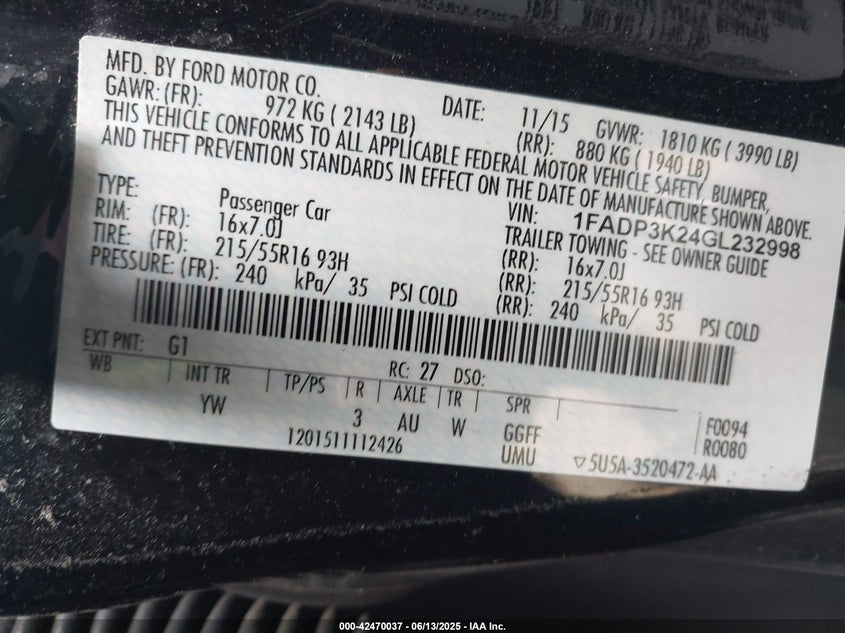 MFD. BY FORD MOTOR CO. DATE: 11/15 GVWR: 1810 KG ( 3990 LB)
GAWR: (FR): 972 KG ( 2143 LB) (RR): 880 KG ( 1940 LB)
THIS VEHICLE CONFORMS TO ALL APPLICABLE FEDERAL MOTOR VEHICLE SAFETY, BUMPER,
AND THEFT PREVENTION STANDARDS IN EFFECT ON THE DATE OF MANUFACTURE SHOWN ABOVE.
VIN: 1FADP3K24GL232998
TYPE: Passenger Car TRAILER TOWING - SEE OWNER GUIDE
RIM: (FR): 16x7.0J (RR): 16x7.0J
TIRE: (FR): 215/55R16 93H (RR): 215/55R16 93H
PRESSURE: (FR): 240 kPa/ 35 PSI COLD (RR): 240 kPa/ 35 PSI COLD
EXT PNT: G1 RC: 27 DSO:
WB INT TR TP/PS R AXLE TR SPR
YW 3 AU W GGFF F0094
1201511112426 UMU R0080
▽5U5A-3520472-AA
000-42470037 - 06/13/2025 - IAA Inc.